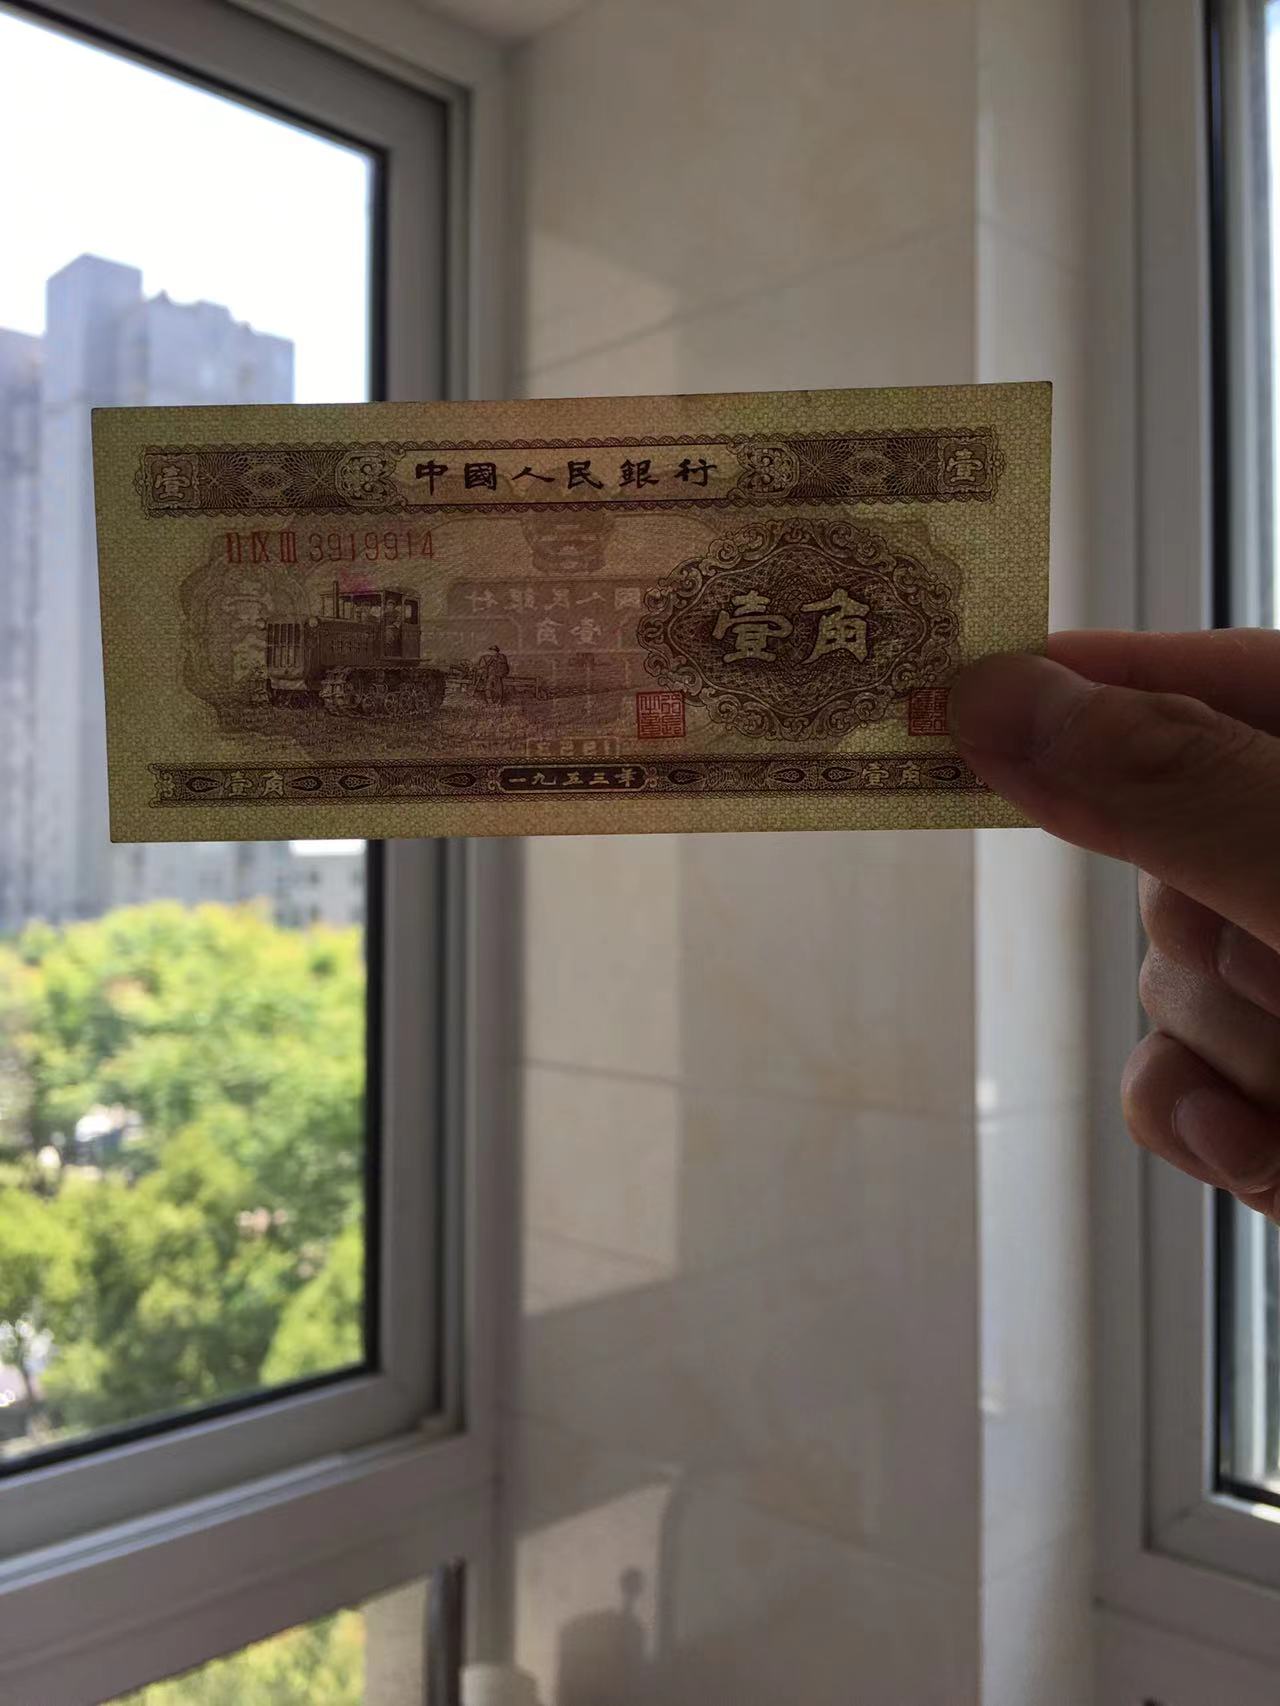 壹 中國人民銀行 壹
II IX III 3919914
壹角
壹角 一九五三年 壹角